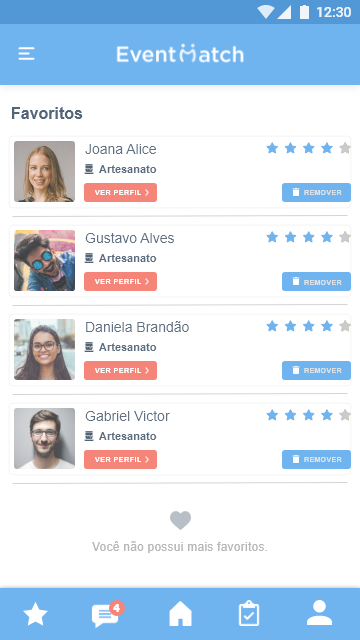 12:30
EventMatch
Favoritos
Joana Alice
Artesanato
VER PERFIL
REMOVER
Gustavo Alves
Artesanato
VER PERFIL
REMOVER
Daniela Brandão
Artesanato
VER PERFIL
REMOVER
Gabriel Victor
Artesanato
VER PERFIL
REMOVER
Você não possui mais favoritos.
4